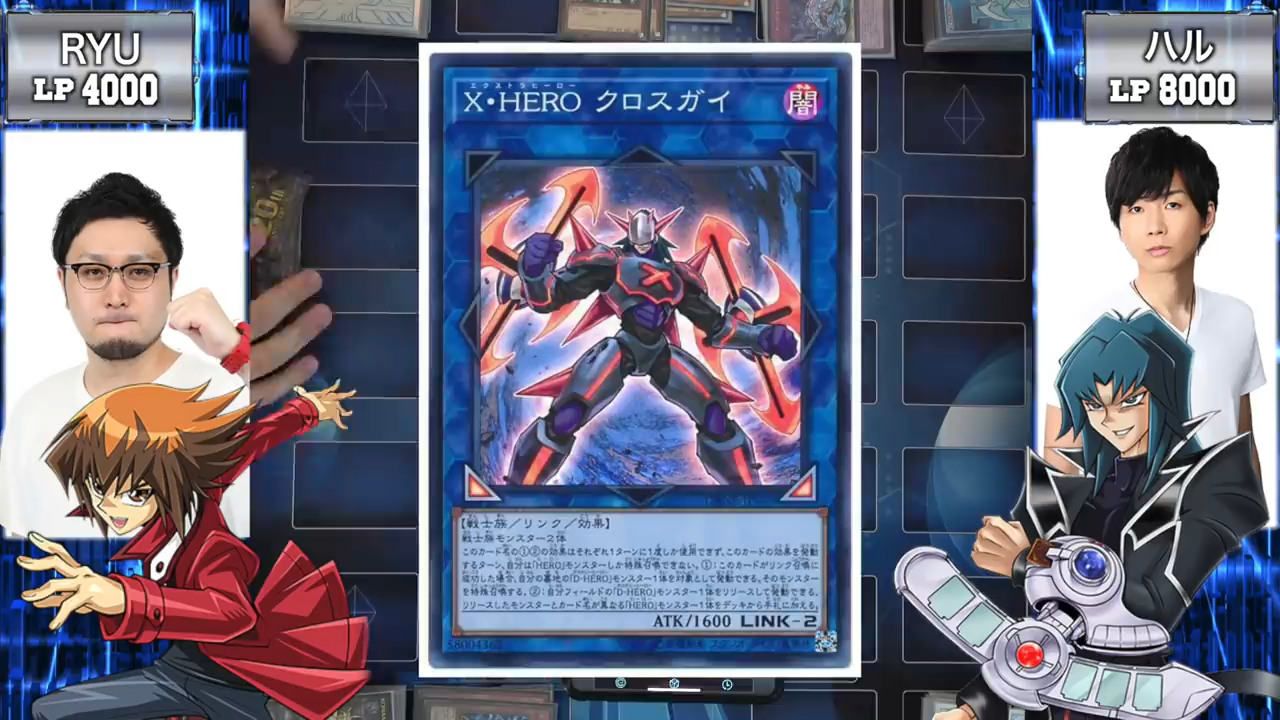 RYU
LP 4000
ハル
LP 8000
エクストラヒーロー
X・HERO クロスガイ
闇
【戦士族／リンク／効果】
戦士族モンスター2体
このカード名の①②の効果はそれぞれ1ターンに1度しか使用できず、このカードの効果を発動
するターン、自分は「HERO」モンスターしか特殊召喚できない。①：このカードがリンク召喚に
成功した場合、自分の墓地の「D-HERO」モンスター1体を対象として発動できる。そのモンスター
を特殊召喚する。②：自分フィールドの「D-HERO」モンスター1体をリリースして発動できる。
リリースしたモンスターとカード名が異なる「HERO」モンスター1体をデッキから手札に加える。
ATK/1600 LINK-2